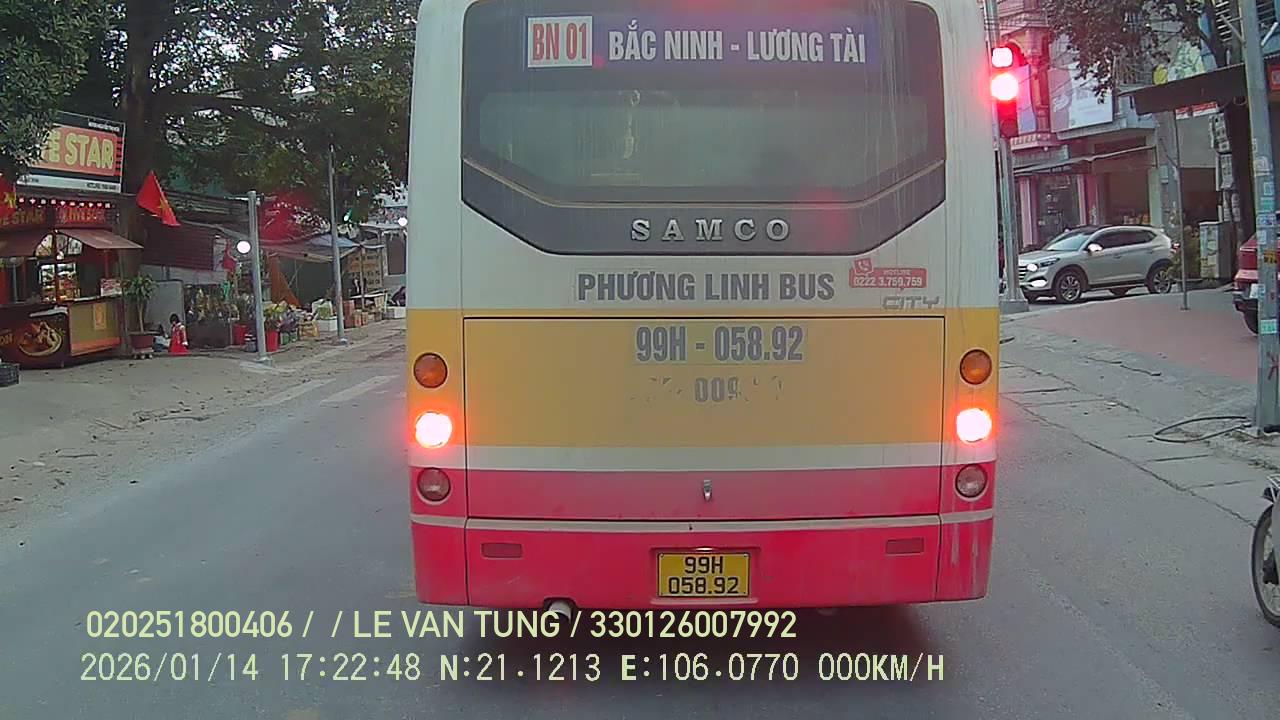 BN 01 BẮC NINH - LƯƠNG TÀI
SAMCO
PHƯƠNG LINH BUS
HOTLINE
0222 3.759.759
CITY
99H - 058.92
STAR
STAR
99H
058.92
020251800406 / / LE VAN TUNG / 330126007992
2026/01/14 17:22:48 N:21.1213 E:106.0770 000KM/H